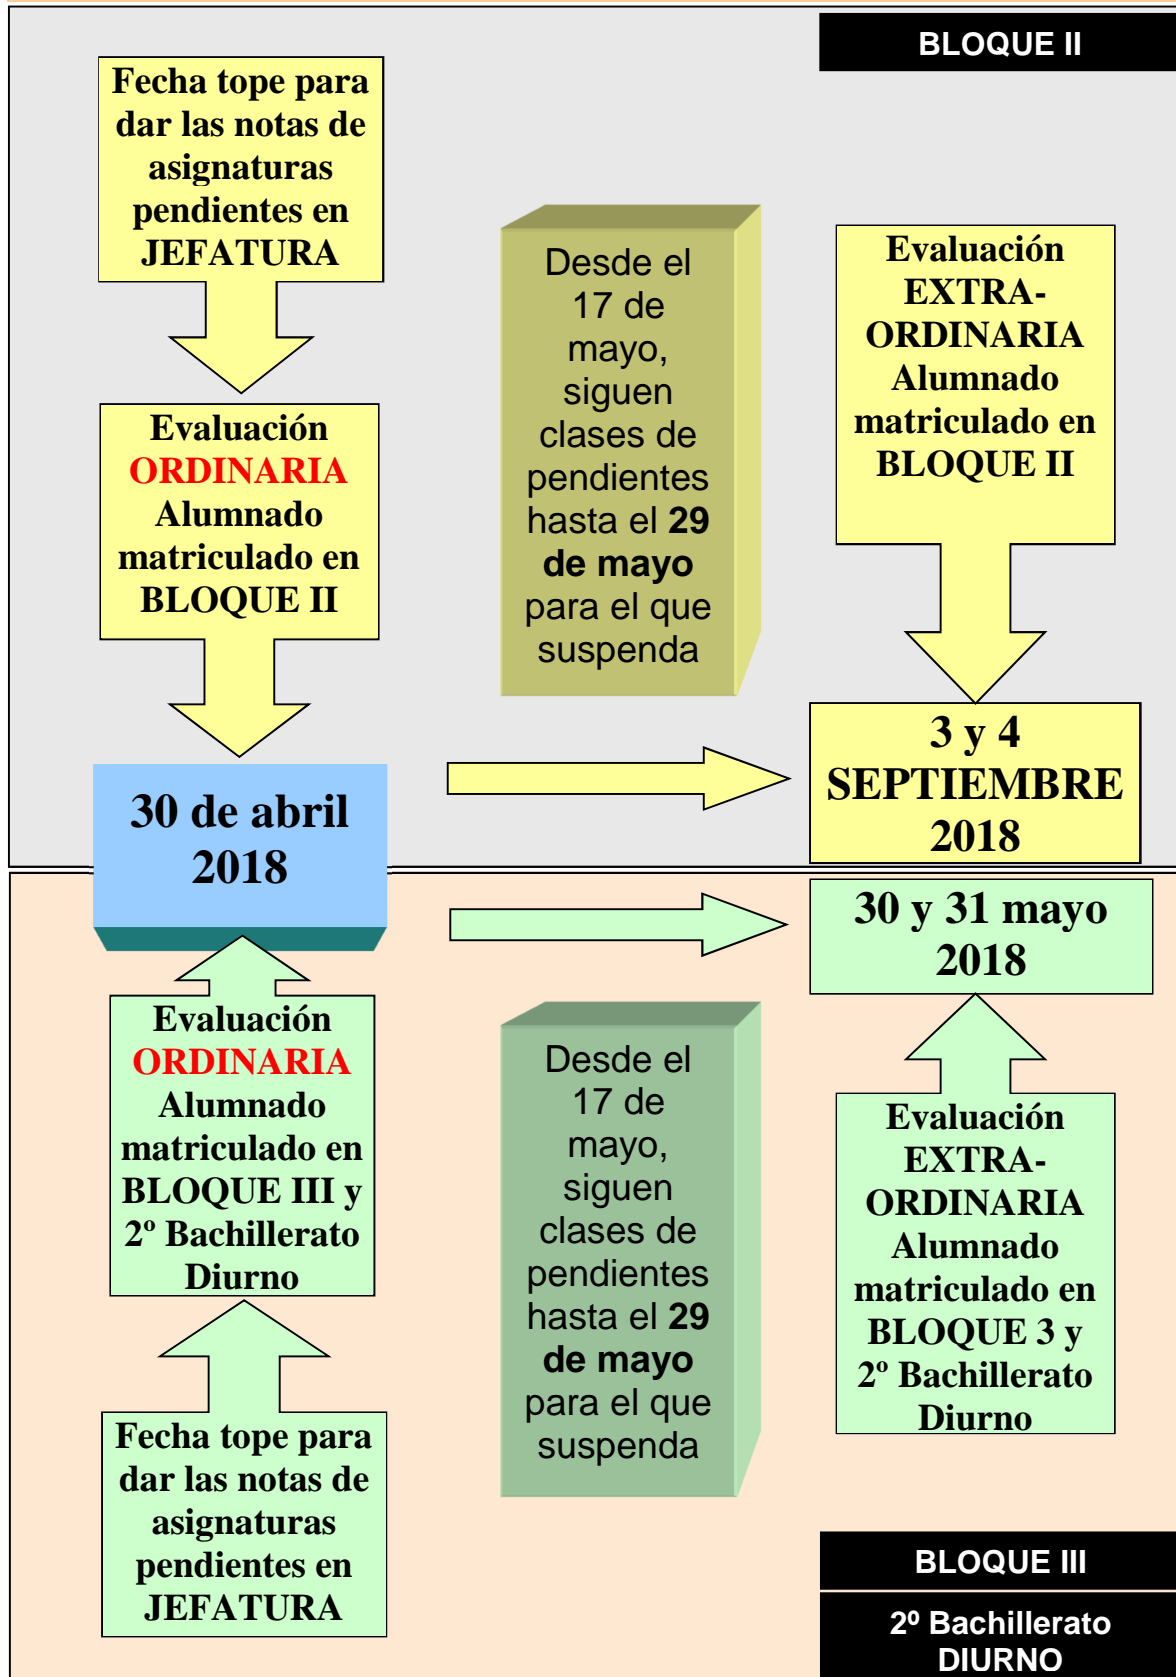 BLOQUE II
Fecha tope para
dar las notas de
asignaturas
pendientes en
JEFATURA
Evaluación
ORDINARIA
Alumnado
matriculado en
BLOQUE II
Desde el
17 de
mayo,
siguen
clases de
pendientes
hasta el 29
de mayo
para el que
suspenda
Evaluación
EXTRA-
ORDINARIA
Alumnado
matriculado en
BLOQUE II
30 de abril
2018
3 y 4
SEPTIEMBRE
2018
30 y 31 mayo
2018
Evaluación
ORDINARIA
Alumnado
matriculado en
BLOQUE III y
2º Bachillerato
Diurno
Fecha tope para
dar las notas de
asignaturas
pendientes en
JEFATURA
Desde el
17 de
mayo,
siguen
clases de
pendientes
hasta el 29
de mayo
para el que
suspenda
Evaluación
EXTRA-
ORDINARIA
Alumnado
matriculado en
BLOQUE 3 y
2º Bachillerato
Diurno
BLOQUE III
2º Bachillerato
DIURNO